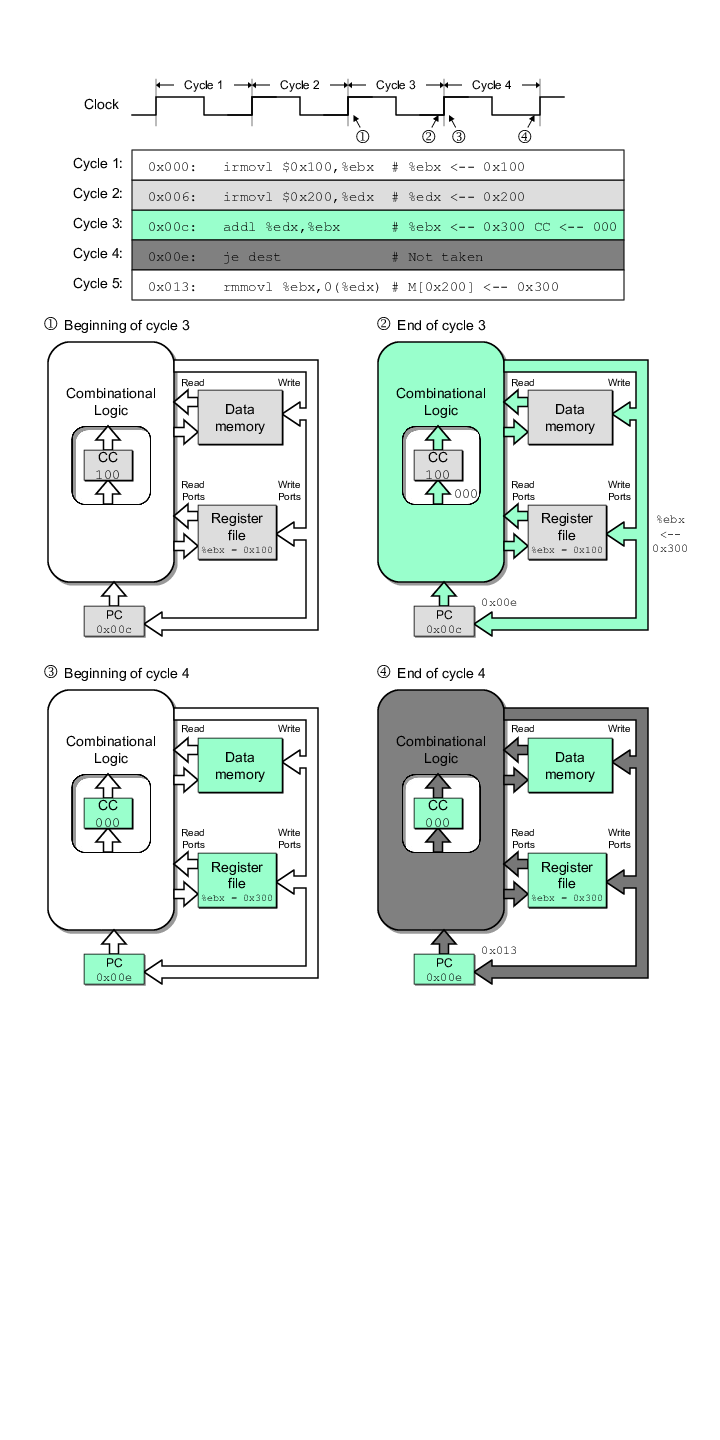 Cycle 1 Cycle 2 Cycle 3 Cycle 4
Clock
① ② ③ ④
Cycle 1: 0x000: irmovl $0x100,%ebx # %ebx <-- 0x100
Cycle 2: 0x006: irmovl $0x200,%edx # %edx <-- 0x200
Cycle 3: 0x00c: addl %edx,%ebx # %ebx <-- 0x300 CC <-- 000
Cycle 4: 0x00e: je dest # Not taken
Cycle 5: 0x013: rmmovl %ebx,0(%edx) # M[0x200] <-- 0x300
① Beginning of cycle 3
Combinational
Logic
CC
100
Read
Write
Data
memory
Read
Ports
Write
Ports
Register
file
%ebx = 0x100
PC
0x00c
② End of cycle 3
Combinational
Logic
CC
100
000
Read
Write
Data
memory
Read
Ports
Write
Ports
Register
file
%ebx = 0x100
%ebx
<--
0x300
0x00e
PC
0x00c
③ Beginning of cycle 4
Combinational
Logic
CC
000
Read
Write
Data
memory
Read
Ports
Write
Ports
Register
file
%ebx = 0x300
PC
0x00e
④ End of cycle 4
Combinational
Logic
CC
000
Read
Write
Data
memory
Read
Ports
Write
Ports
Register
file
%ebx = 0x300
0x013
PC
0x00e